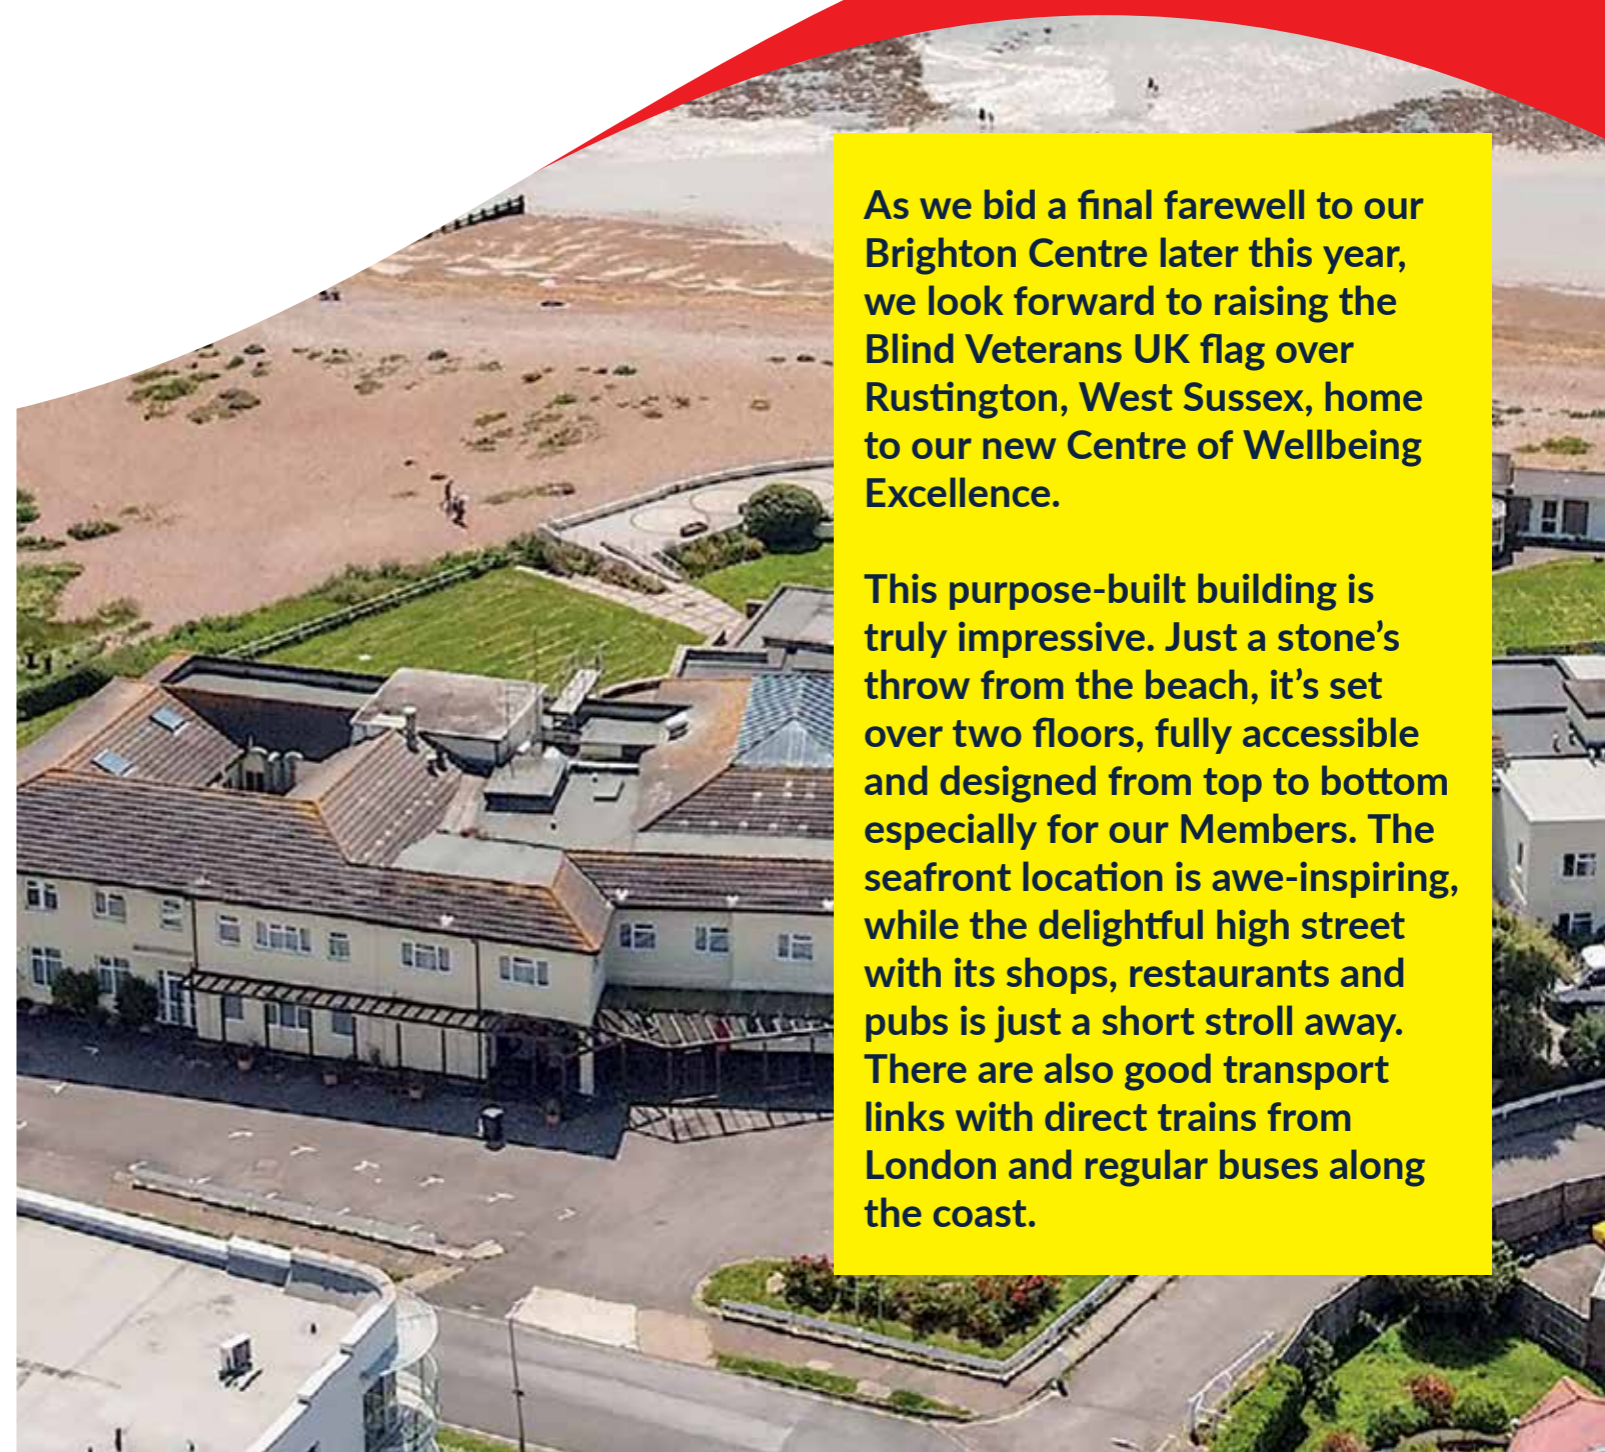 As we bid a final farewell to our
Brighton Centre later this year,
we look forward to raising the
Blind Veterans UK flag over
Rustington, West Sussex, home
to our new Centre of Wellbeing
Excellence.
This purpose-built building is
truly impressive. Just a stone’s
throw from the beach, it’s set
over two floors, fully accessible
and designed from top to bottom
especially for our Members. The
seafront location is awe-inspiring,
while the delightful high street
with its shops, restaurants and
pubs is just a short stroll away.
There are also good transport
links with direct trains from
London and regular buses along
the coast.